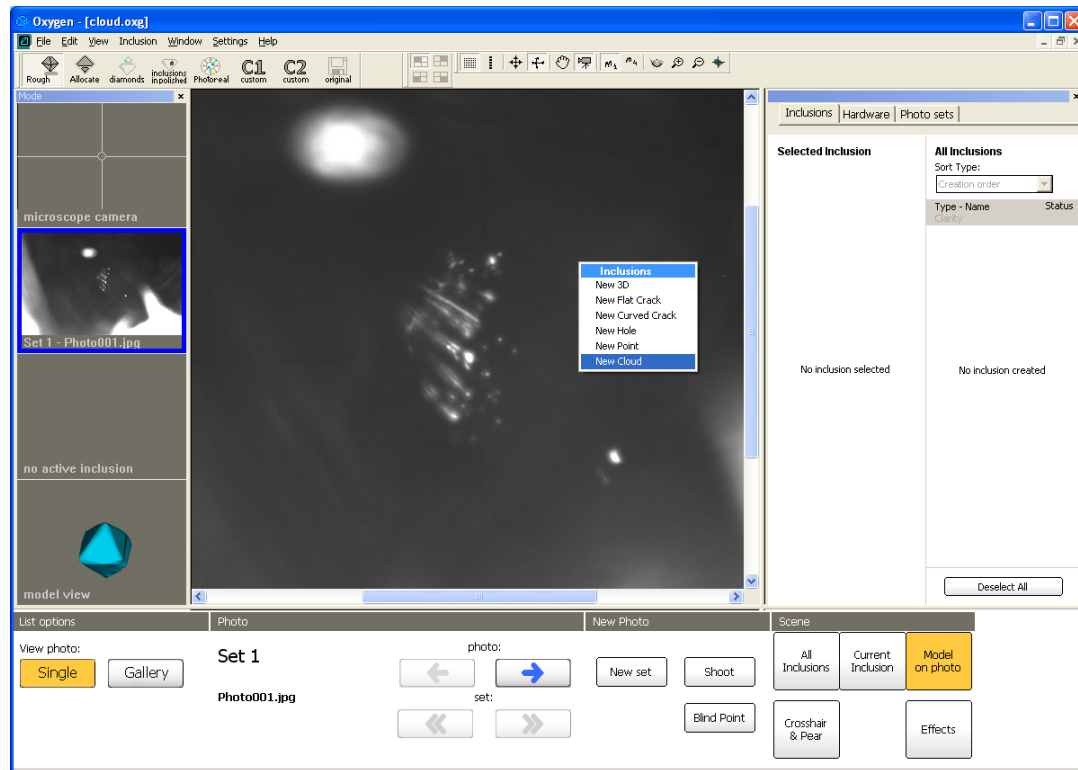 Oxygen - [cloud.oxg]
File Edit View Inclusion Window Settings Help
Rough Allocate diamonds inclusions in polished Photoreal C1 custom C2 custom original
Mode
microscope camera
Set 1 - Photo001.jpg
no active inclusion
model view
Inclusions
New 3D
New Flat Crack
New Curved Crack
New Hole
New Point
New Cloud
Inclusions Hardware Photo sets
Selected Inclusion
No inclusion selected
All Inclusions
Sort Type:
Creation order
Type - Name Status
Clarity
No inclusion created
Deselect All
List options
View photo:
Single Gallery
Photo
Set 1
Photo001.jpg
photo:
set:
New Photo
New set Shoot
Blind Point
Scene
All Inclusions
Current Inclusion
Model on photo
Crosshair & Pear
Effects